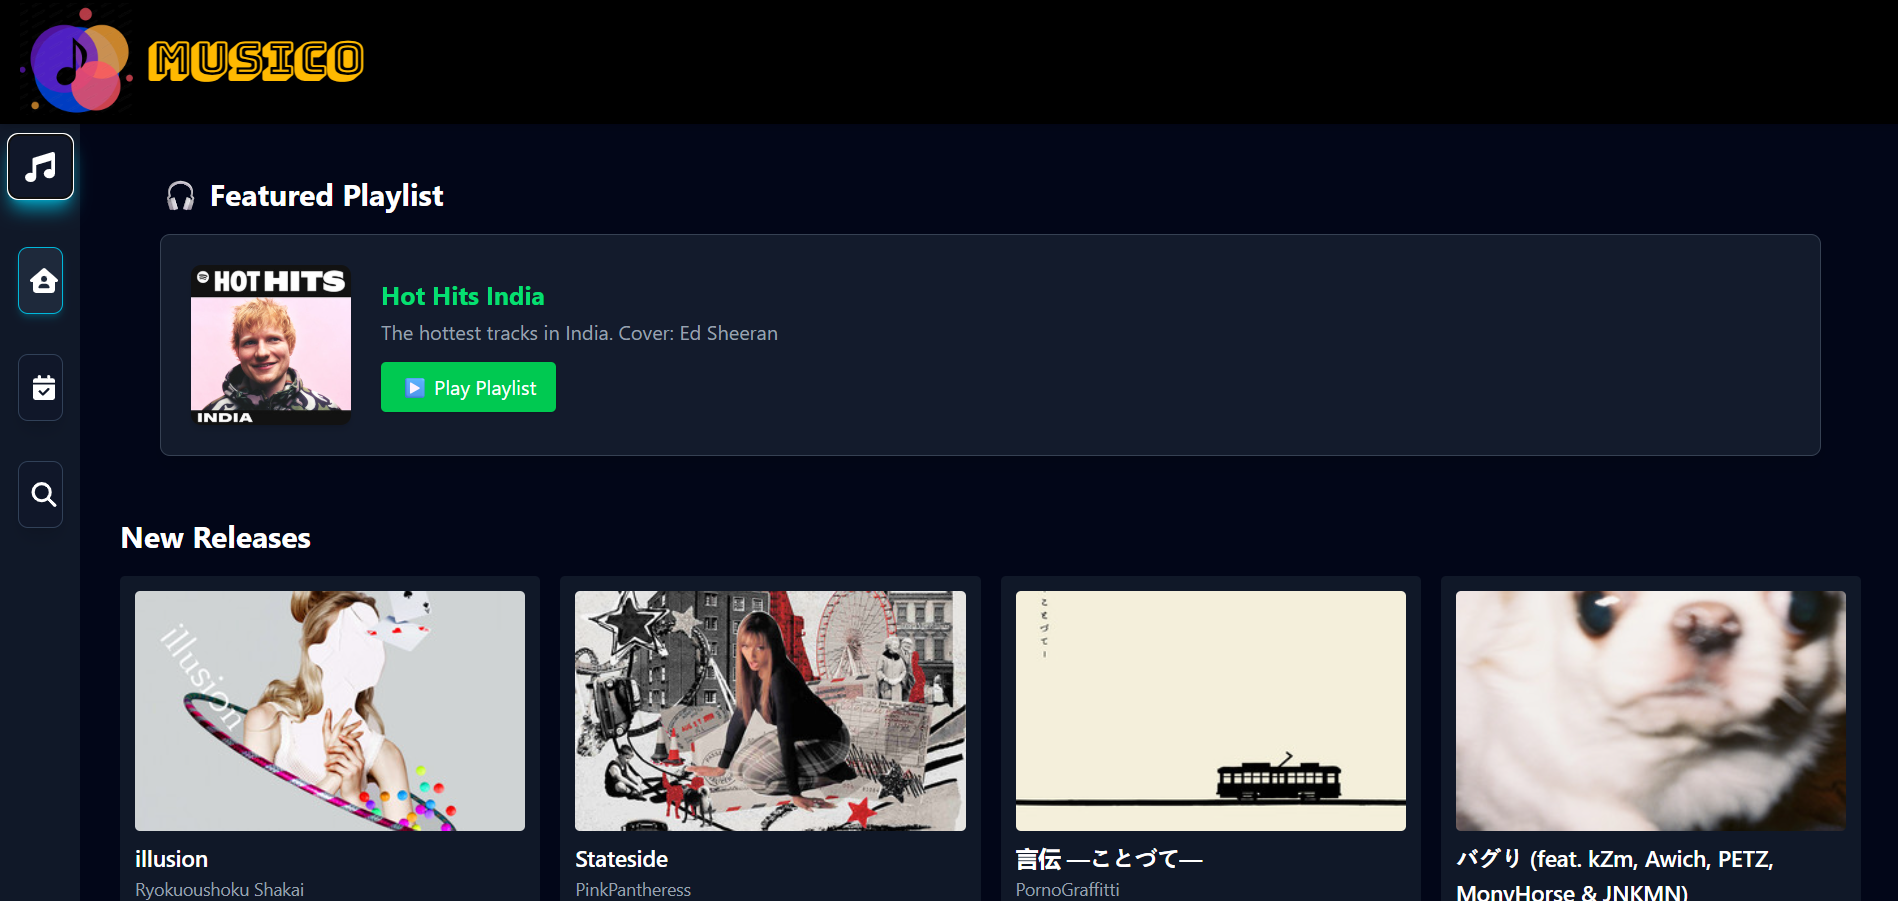 MUSICO
Featured Playlist
HOT HITS
INDIA
Hot Hits India
The hottest tracks in India. Cover: Ed Sheeran
Play Playlist
New Releases
illusion
ことづてー
illusion
Ryokuoushoku Shakai
Stateside
PinkPantheress
言伝 ―ことづて―
PornoGraffitti
バグり (feat. kZm, Awich, PETZ,
MonyHorse & JNKMN)